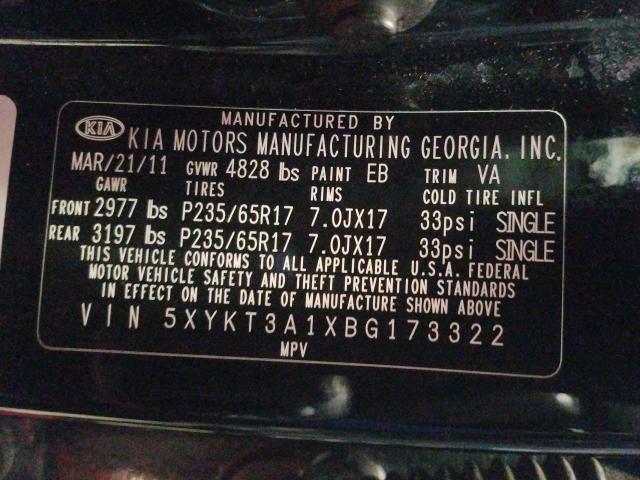 MANUFACTURED BY
KIA KIA MOTORS MANUFACTURING GEORGIA, INC.
MAR/21/11 GVWR 4828 lbs PAINT EB TRIM VA
GAWR TIRES RIMS COLD TIRE INFL
FRONT 2977 lbs P235/65R17 7.0JX17 33psi SINGLE
REAR 3197 lbs P235/65R17 7.0JX17 33psi SINGLE
THIS VEHICLE CONFORMS TO ALL APPLICABLE U.S.A. FEDERAL
MOTOR VEHICLE SAFETY AND THEFT PREVENTION STANDARDS
IN EFFECT ON THE DATE OF MANUFACTURE SHOWN ABOVE
VIN 5XYKT3A1XBG173322
MPV